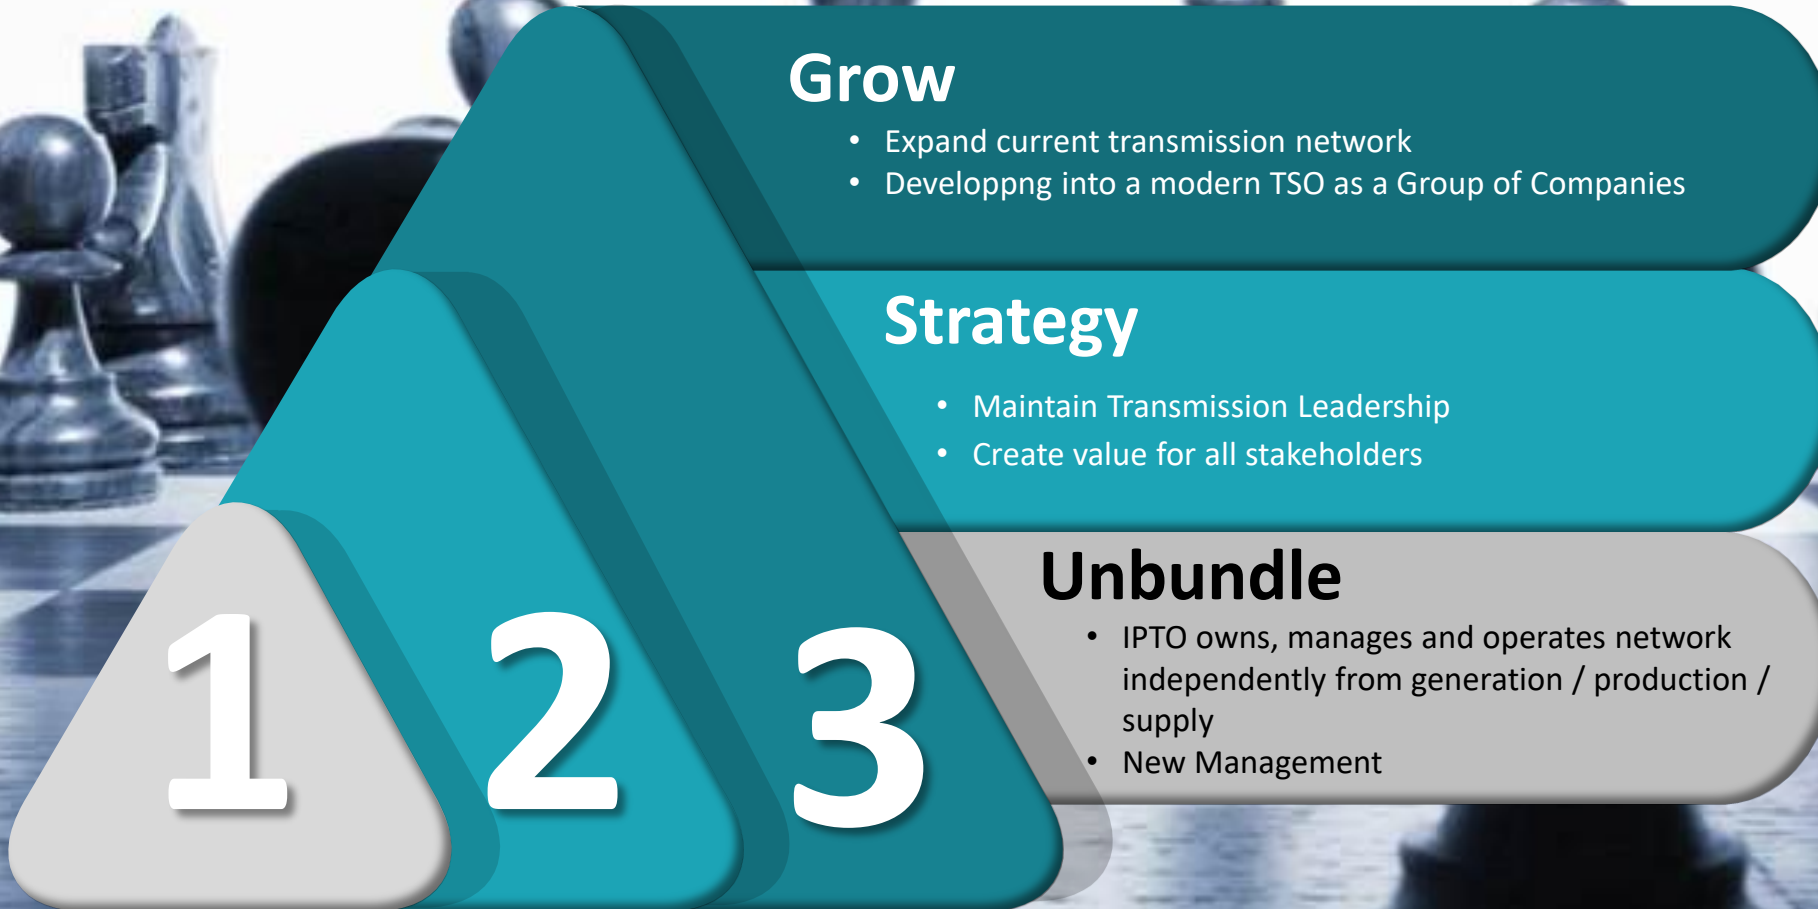 Grow
• Expand current transmission network
• Developpng into a modern TSO as a Group of Companies
Strategy
• Maintain Transmission Leadership
• Create value for all stakeholders
Unbundle
• IPTO owns, manages and operates network
independently from generation / production /
supply
• New Management
1 2 3